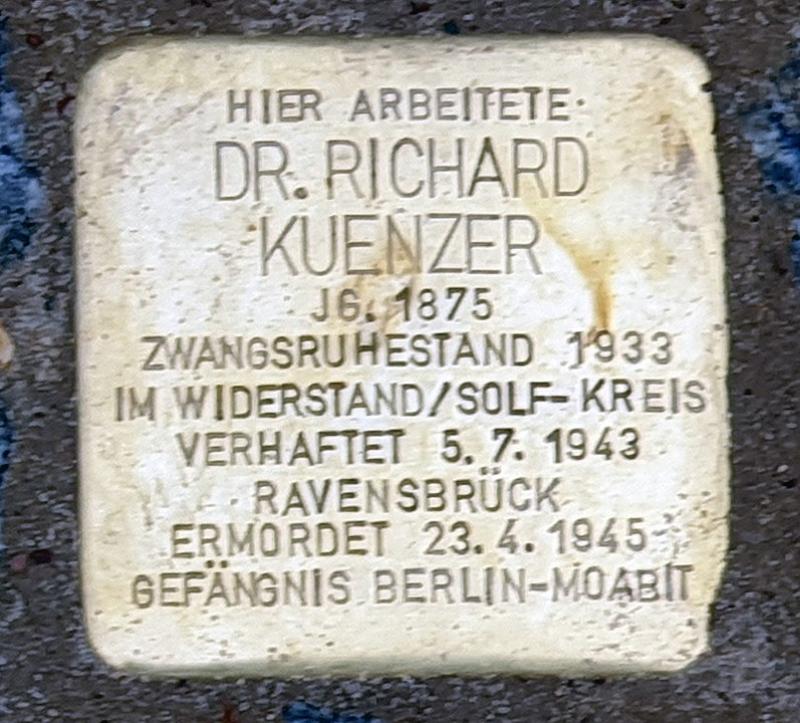 HIER ARBEITETE
DR. RICHARD
KUENZER
JG. 1875
ZWANGSRUHESTAND 1933
IM WIDERSTAND/SOLF-KREIS
VERHAFTET 5.7.1943
RAVENSBRÜCK
ERMORDET 23.4.1945
GEFÄNGNIS BERLIN-MOABIT